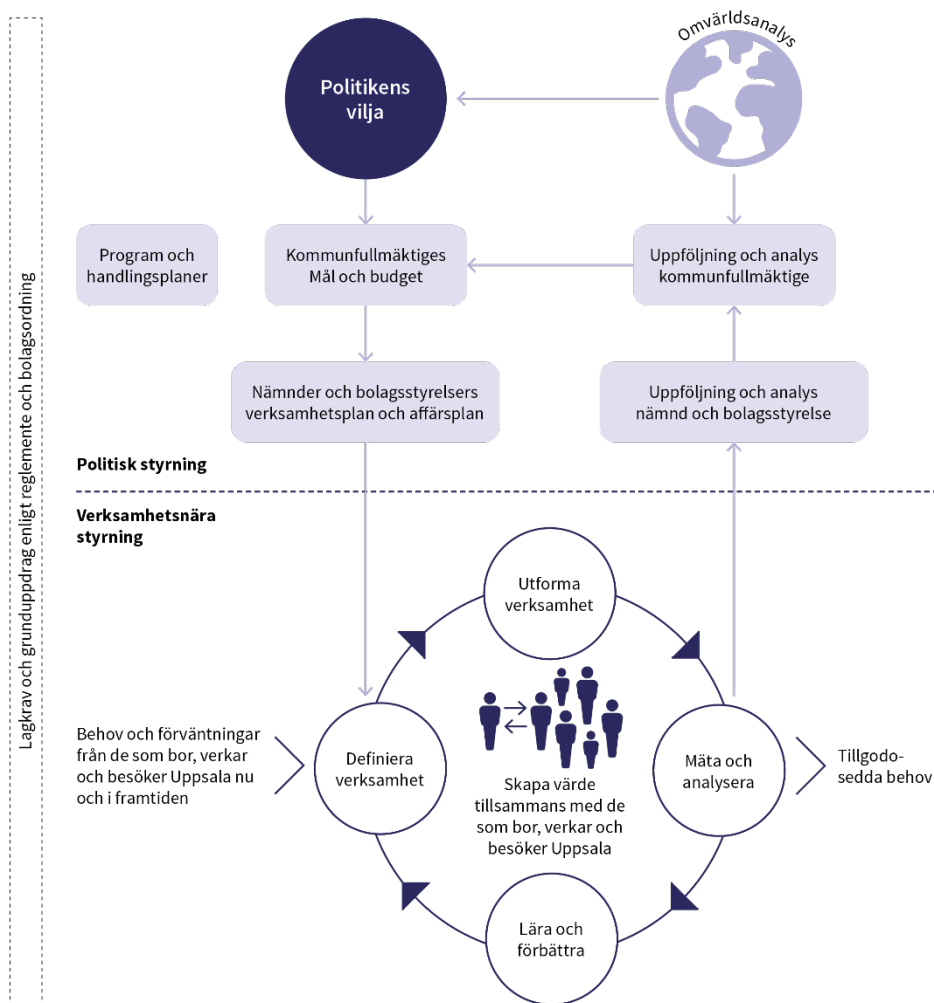 Omvärldsanalys
Politikens
vilja
Program och
handlingsplaner
Kommunfullmäktiges
Mål och budget
Uppföljning och analys
kommunfullmäktige
Nämnder och bolagsstyrelsers
verksamhetsplan och affärsplan
Uppföljning och analys
nämnd och bolagsstyrelse
Politisk styrning
Verksamhetsnära
styrning
Lagkrav och grunduppdrag enligt reglemente och bolagsordning
Utforma
verksamhet
Behov och förväntningar
från de som bor, verkar
och besöker Uppsala nu
och i framtiden
Definiera
verksamhet
Skapa värde
tillsammans med de
som bor, verkar och
besöker Uppsala
Mäta och
analysera
Tillgodo-
sedda behov
Lära och
förbättra